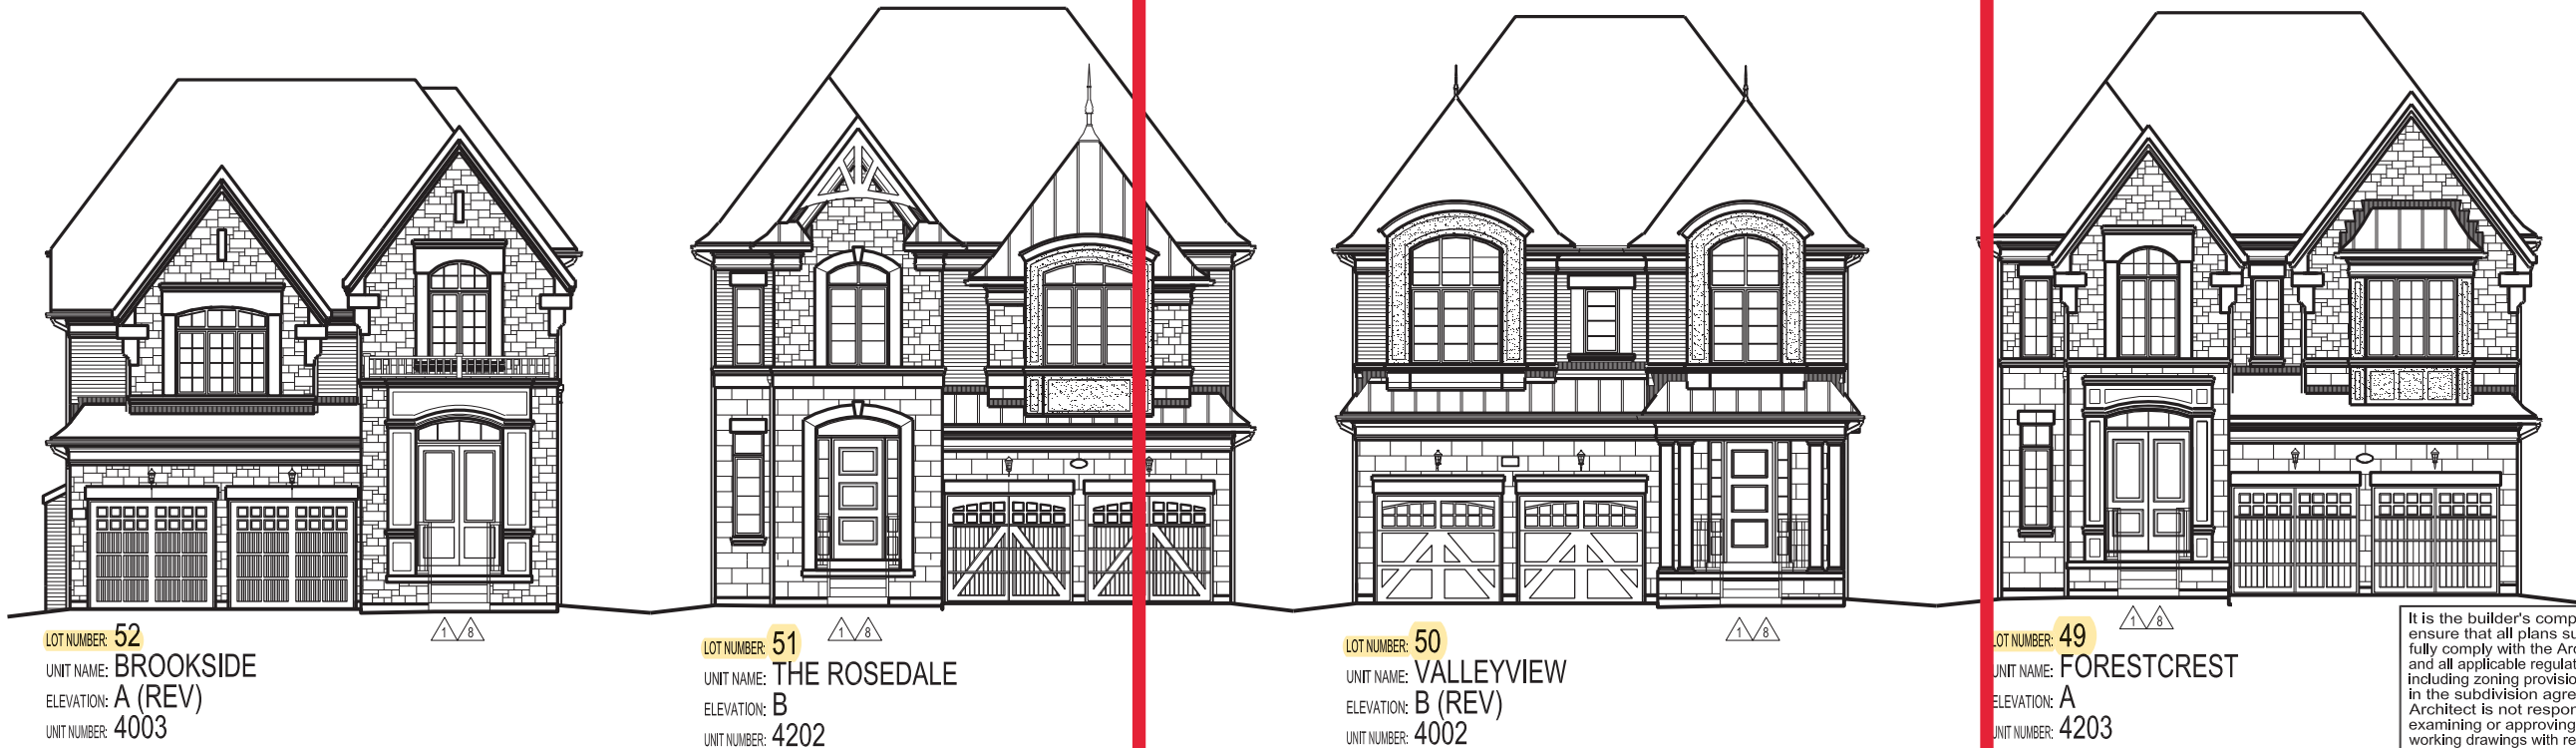 LOT NUMBER: 52
UNIT NAME: BROOKSIDE
ELEVATION: A (REV)
UNIT NUMBER: 4003
1 8
LOT NUMBER: 51
UNIT NAME: THE ROSEDALE
ELEVATION: B
UNIT NUMBER: 4202
1 8
LOT NUMBER: 50
UNIT NAME: VALLEYVIEW
ELEVATION: B (REV)
UNIT NUMBER: 4002
1 8
LOT NUMBER: 49
UNIT NAME: FORESTCREST
ELEVATION: A
UNIT NUMBER: 4203
1 8
It is the builder's comp
ensure that all plans su
fully comply with the Arc
and all applicable regulat
including zoning provisio
in the subdivision agre
Architect is not respon
examining or approving
working drawings with re